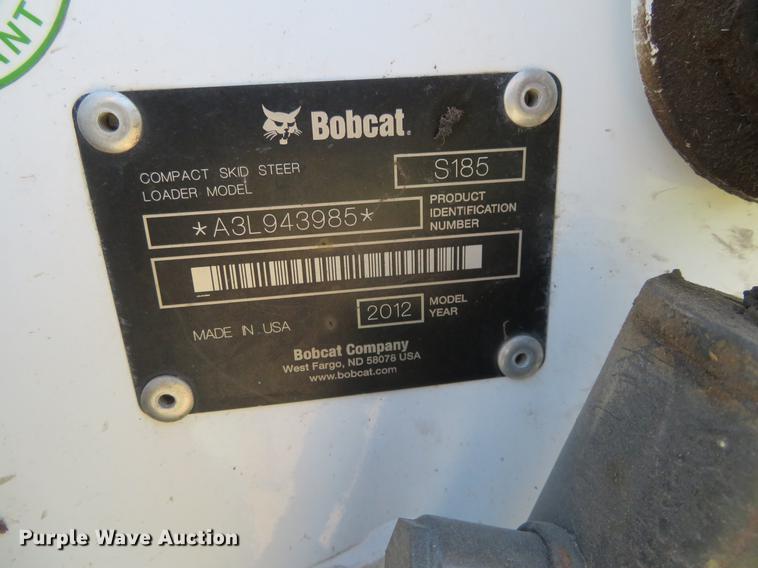 ANT
Bobcat®
COMPACT SKID STEER
LOADER MODEL
S185
*A3L943985*
PRODUCT
IDENTIFICATION
NUMBER
MADE IN USA
2012
MODEL
YEAR
Bobcat Company
West Fargo, ND 58078 USA
www.bobcat.com
Purple Wave Auction